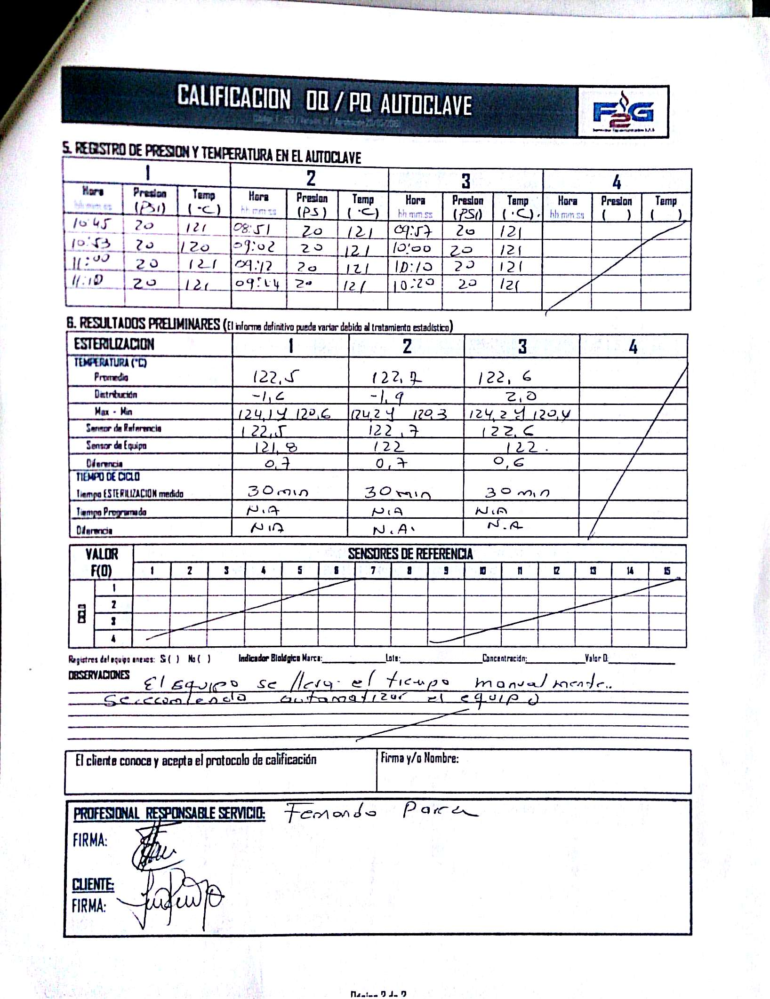 CALIFICACION OQ / PQ AUTOCLAVE
F2G
5. REGISTRO DE PRESION Y TEMPERATURA EN EL AUTOCLAVE
1 2 3 4
Hora Presion Temp Hora Presion Temp Hora Presion Temp Hora Presion Temp
hh:mm:ss (PSI) (°C) hh:mm:ss (PS) (°C) hh:mm:ss (PSI) (°C). hh:mm:ss ( ) ( )
10:45 20 121 08:51 20 121 09:57 20 121
10:53 20 120 09:02 20 121 10:00 20 121
11:00 20 121 09:12 20 121 10:10 20 121
11:10 20 121 09:14 20 121 10:20 20 121
6. RESULTADOS PRELIMINARES (El informe definitivo puede variar debido al tratamiento estadístico)
ESTERILIZACION 1 2 3 4
TEMPERATURA (°C)
Promedio 122,5 122,7 122,6
Distribución -1,6 -1,9 2,0
Max - Min 124,1 y 120,6 124,2 y 120,3 124,2 y 120,4
Sensor de Referencia 122,5 122,7 122,6
Sensor de Equipo 121,8 122 122.
Diferencia 0,7 0,7 0,6
TIEMPO DE CICLO
Tiempo ESTERILIZACION medido 30 min 30 min 30 min
Tiempo Programado N.A N.A N.A
Diferencia N.A N.A. N.A
VALOR SENSORES DE REFERENCIA
F(0) 1 2 3 4 5 6 7 8 9 10 11 12 13 14 15
1
2
3
4
Registros del equipo anexos: Si ( ) No ( ) Indicador Biológico Marca: Lote: Concentración: Valor D:
OBSERVACIONES El Equipo se lleva el tiempo manualmente..
Se recomienda automatizar el equipo
El cliente conoce y acepta el protocolo de calificación Firma y/o Nombre:
PROFESIONAL RESPONSABLE SERVICIO: Fernando Parra
FIRMA:
CLIENTE:
FIRMA: